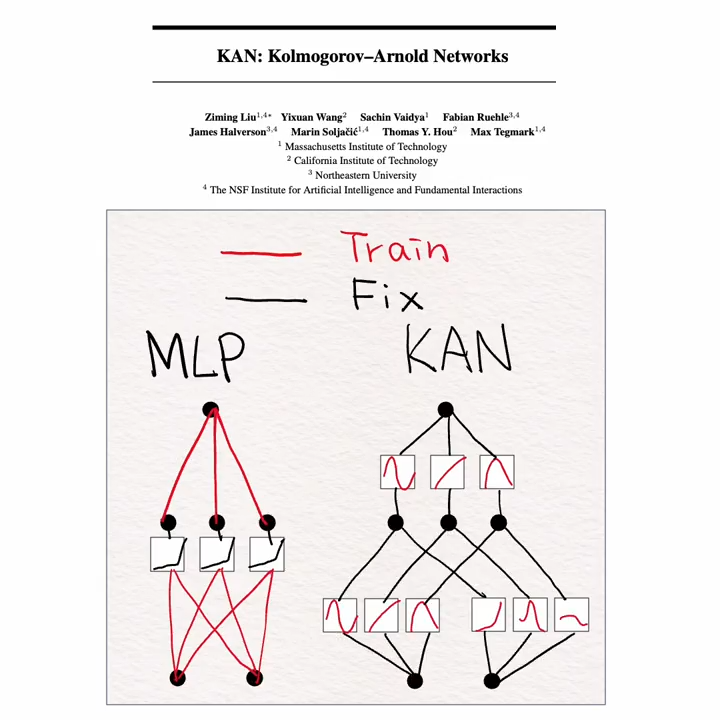 KAN: Kolmogorov–Arnold Networks
Ziming Liu1,4* Yixuan Wang2 Sachin Vaidya1 Fabian Ruehle3,4
James Halverson3,4 Marin Soljačić1,4 Thomas Y. Hou2 Max Tegmark1,4
1 Massachusetts Institute of Technology
2 California Institute of Technology
3 Northeastern University
4 The NSF Institute for Artificial Intelligence and Fundamental Interactions
Train
Fix
MLP KAN